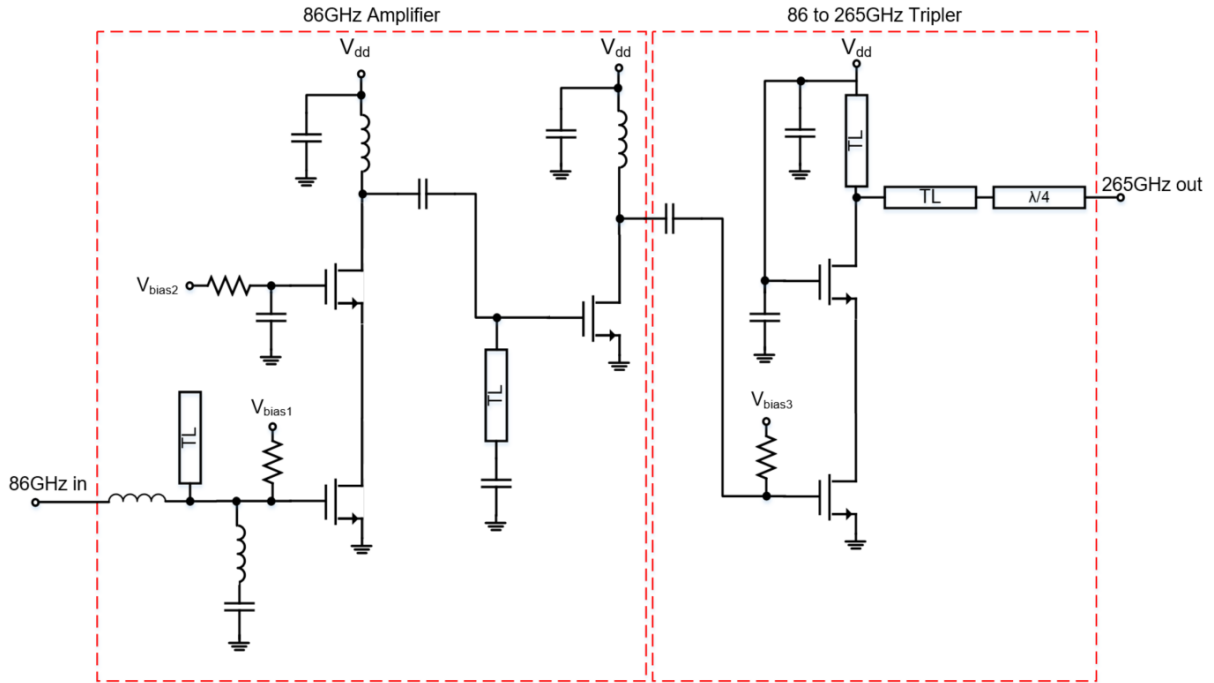 86GHz Amplifier
86 to 265GHz Tripler
Vdd
Vdd
Vdd
TL
TL
λ/4
265GHz out
Vbias2
TL
Vbias1
TL
Vbias3
86GHz in